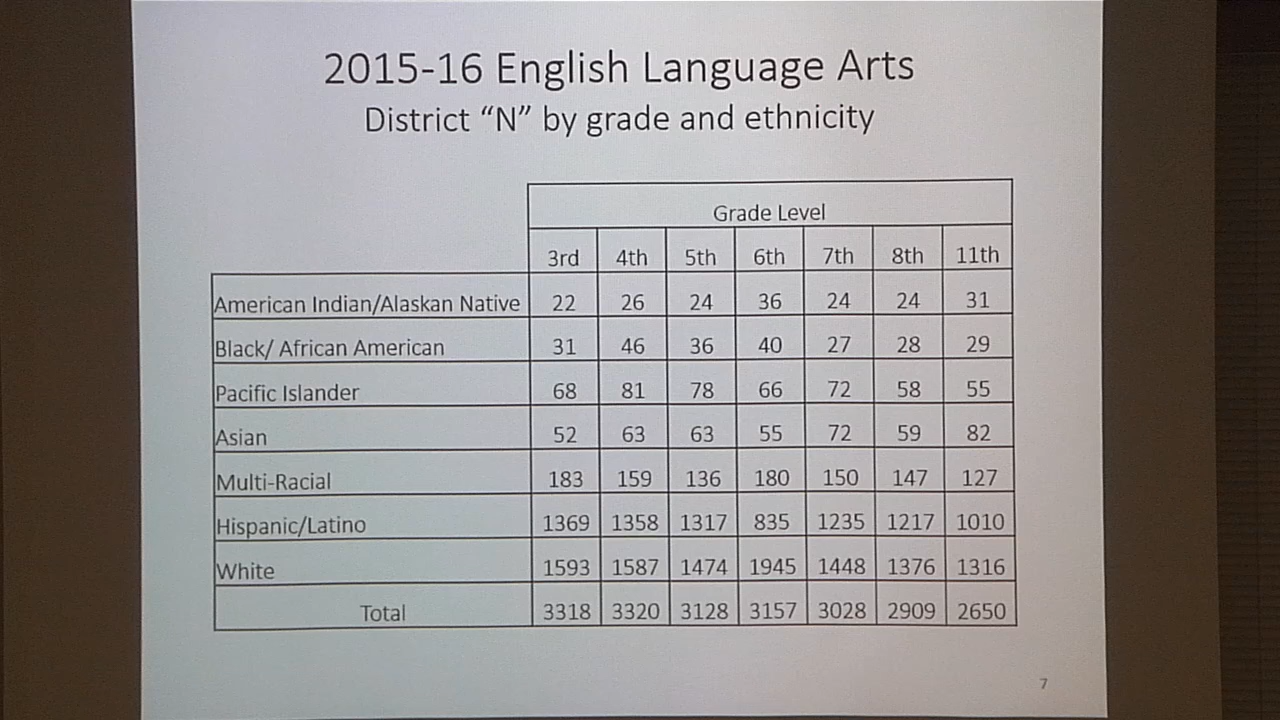 2015-16 English Language Arts
District “N” by grade and ethnicity
Grade Level
3rd 4th 5th 6th 7th 8th 11th
American Indian/Alaskan Native 22 26 24 36 24 24 31
Black/ African American 31 46 36 40 27 28 29
Pacific Islander 68 81 78 66 72 58 55
Asian 52 63 63 55 72 59 82
Multi-Racial 183 159 136 180 150 147 127
Hispanic/Latino 1369 1358 1317 835 1235 1217 1010
White 1593 1587 1474 1945 1448 1376 1316
Total 3318 3320 3128 3157 3028 2909 2650
7